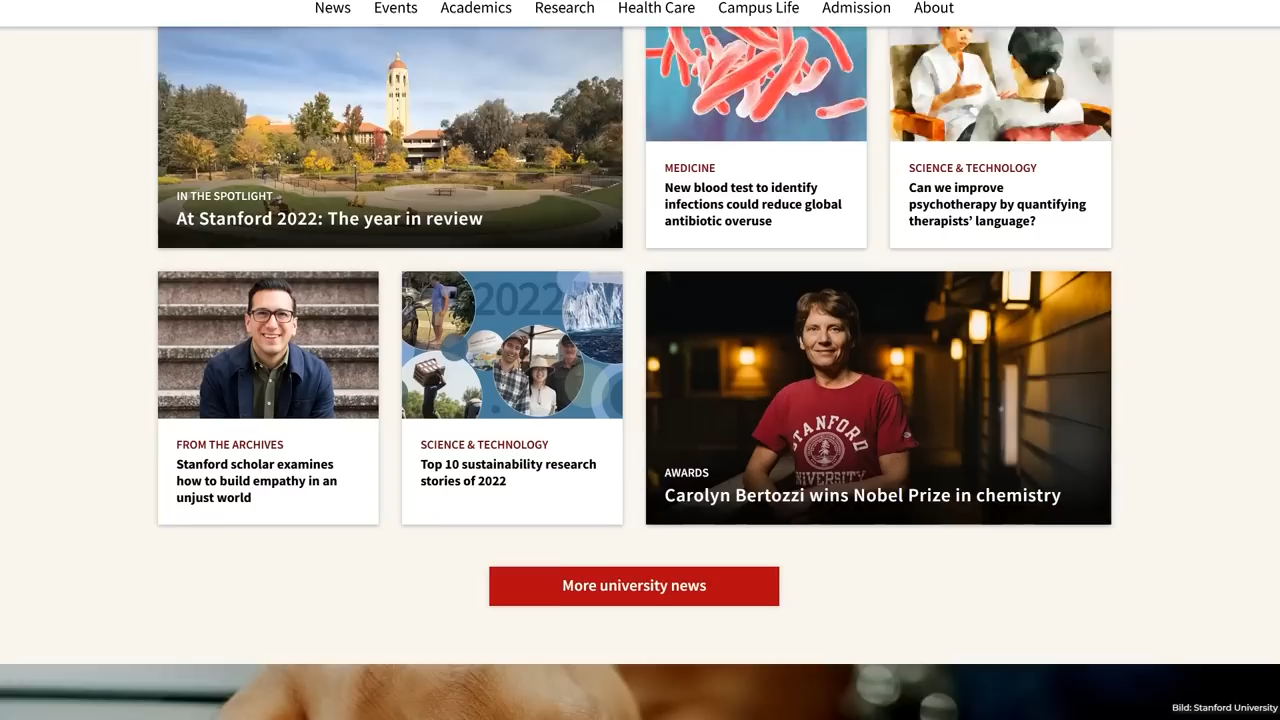 News Events Academics Research Health Care Campus Life Admission About
IN THE SPOTLIGHT
At Stanford 2022: The year in review
MEDICINE
New blood test to identify
infections could reduce global
antibiotic overuse
SCIENCE & TECHNOLOGY
Can we improve
psychotherapy by quantifying
therapists’ language?
FROM THE ARCHIVES
Stanford scholar examines
how to build empathy in an
unjust world
2022
SCIENCE & TECHNOLOGY
Top 10 sustainability research
stories of 2022
STANFORD
UNIVERSITY
AWARDS
Carolyn Bertozzi wins Nobel Prize in chemistry
More university news
Bild: Stanford University